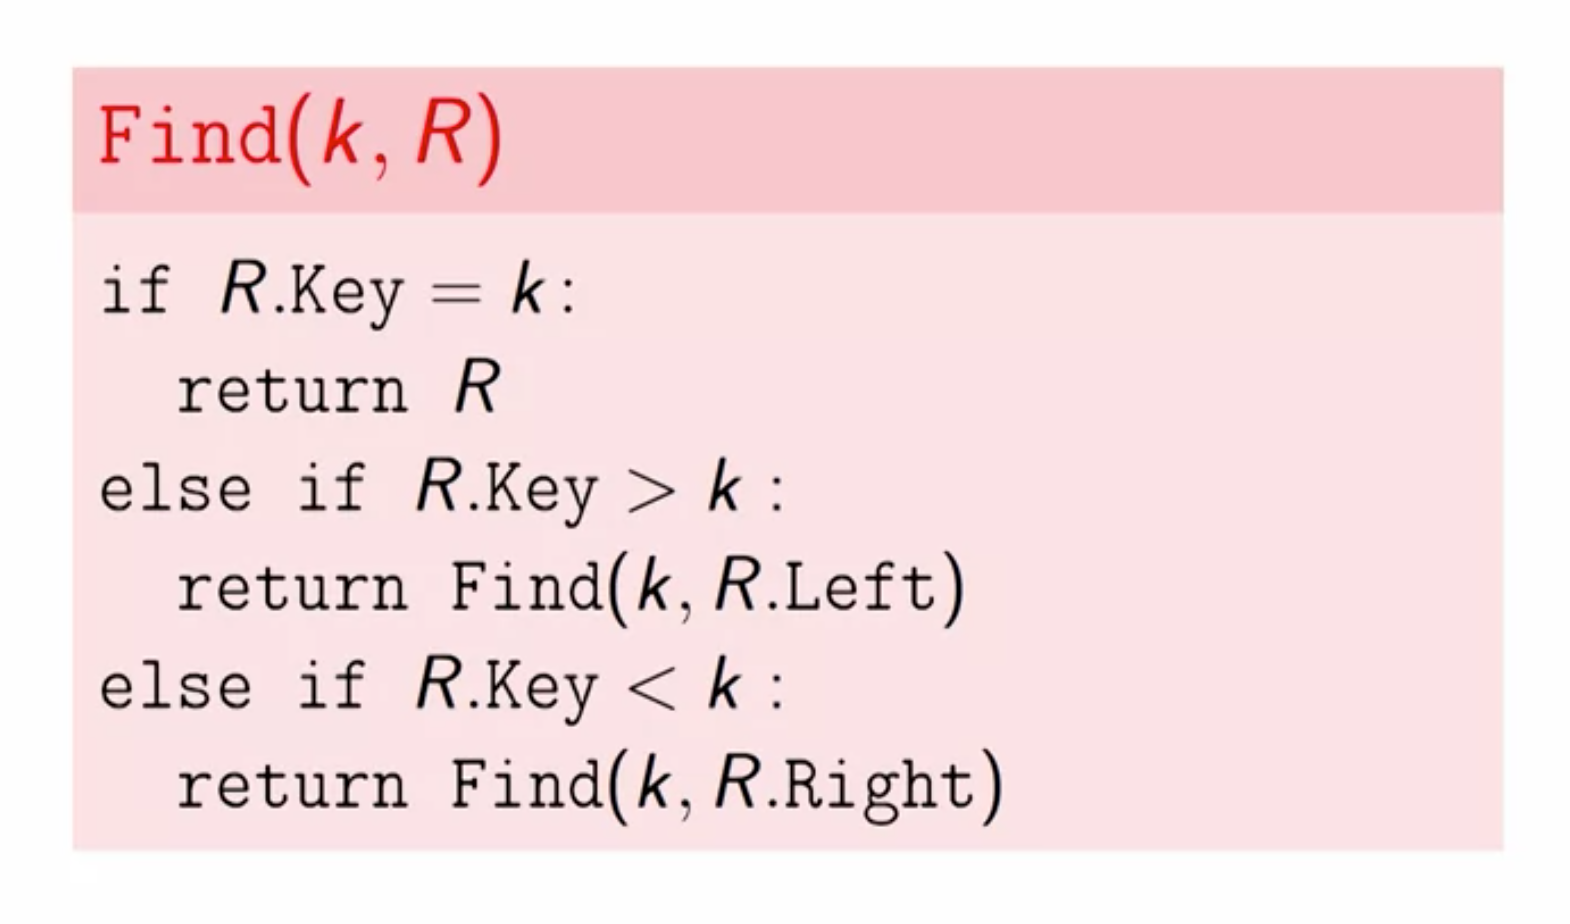 Find(k, R)
if R.Key = k:
return R
else if R.Key > k :
return Find(k, R.Left)
else if R.Key < k :
return Find(k, R.Right)